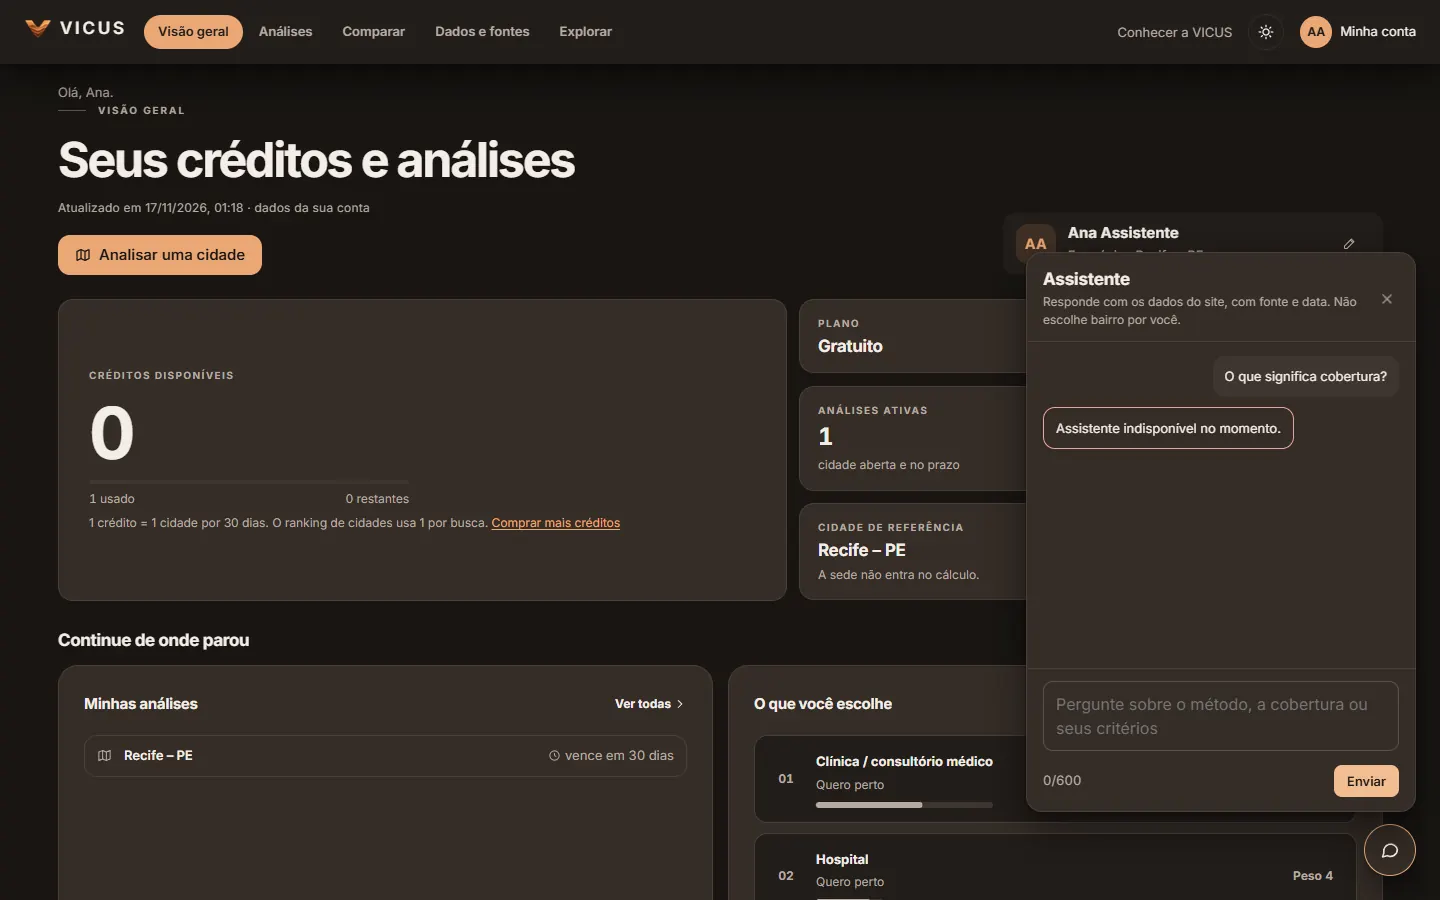 VICUS
Visão geral
Análises
Comparar
Dados e fontes
Explorar
Conhecer a VICUS
AA
Minha conta
Olá, Ana.
VISÃO GERAL
Seus créditos e análises
Atualizado em 17/11/2026, 01:18 · dados da sua conta
Analisar uma cidade
AA
Ana Assistente
CRÉDITOS DISPONÍVEIS
0
1 usado
0 restantes
1 crédito = 1 cidade por 30 dias. O ranking de cidades usa 1 por busca. Comprar mais créditos
PLANO
Gratuito
ANÁLISES ATIVAS
1
cidade aberta e no prazo
CIDADE DE REFERÊNCIA
Recife – PE
A sede não entra no cálculo.
Assistente
Responde com os dados do site, com fonte e data. Não
escolhe bairro por você.
O que significa cobertura?
Assistente indisponível no momento.
Pergunte sobre o método, a cobertura ou
seus critérios
0/600
Enviar
Continue de onde parou
Minhas análises
Ver todas
Recife – PE
vence em 30 dias
O que você escolhe
01
Clínica / consultório médico
Quero perto
02
Hospital
Quero perto
Peso 4